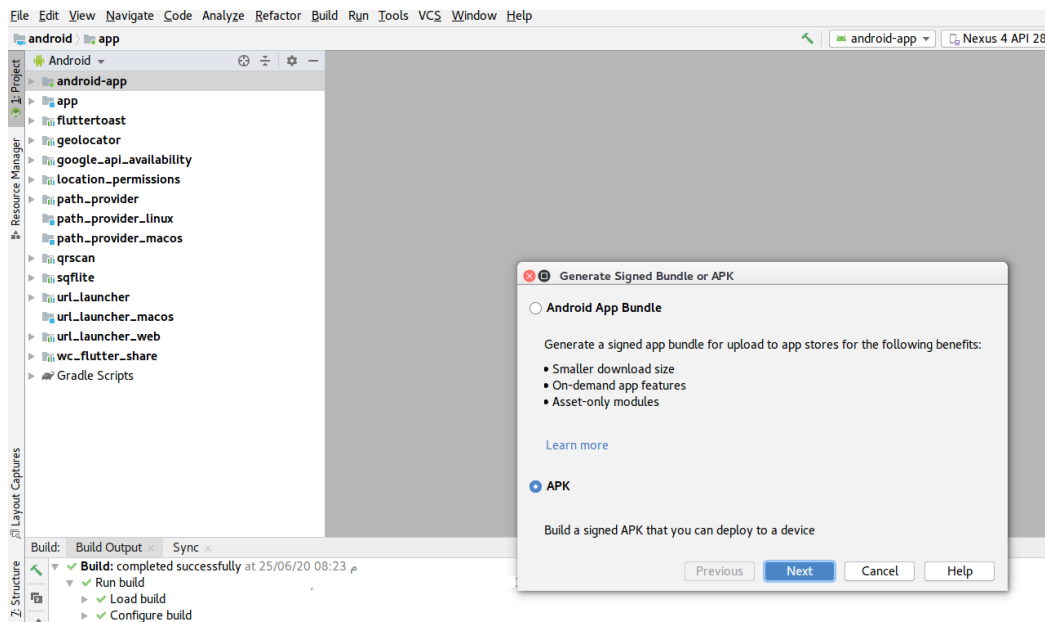 File Edit View Navigate Code Analyze Refactor Build Run Tools VCS Window Help
android app
android-app
Nexus 4 API 28
1: Project
Resource Manager
Layout Captures
7: Structure
Android
android-app
app
fluttertoast
geolocator
google_api_availability
location_permissions
path_provider
path_provider_linux
path_provider_macos
qrscan
sqflite
url_launcher
url_launcher_macos
url_launcher_web
wc_flutter_share
Gradle Scripts
Generate Signed Bundle or APK
Android App Bundle
Generate a signed app bundle for upload to app stores for the following benefits:
• Smaller download size
• On-demand app features
• Asset-only modules
Learn more
APK
Build a signed APK that you can deploy to a device
Previous Next Cancel Help
Build: Build Output Sync
Build: completed successfully at 25/06/20 08:23 م
Run build
Load build
Configure build